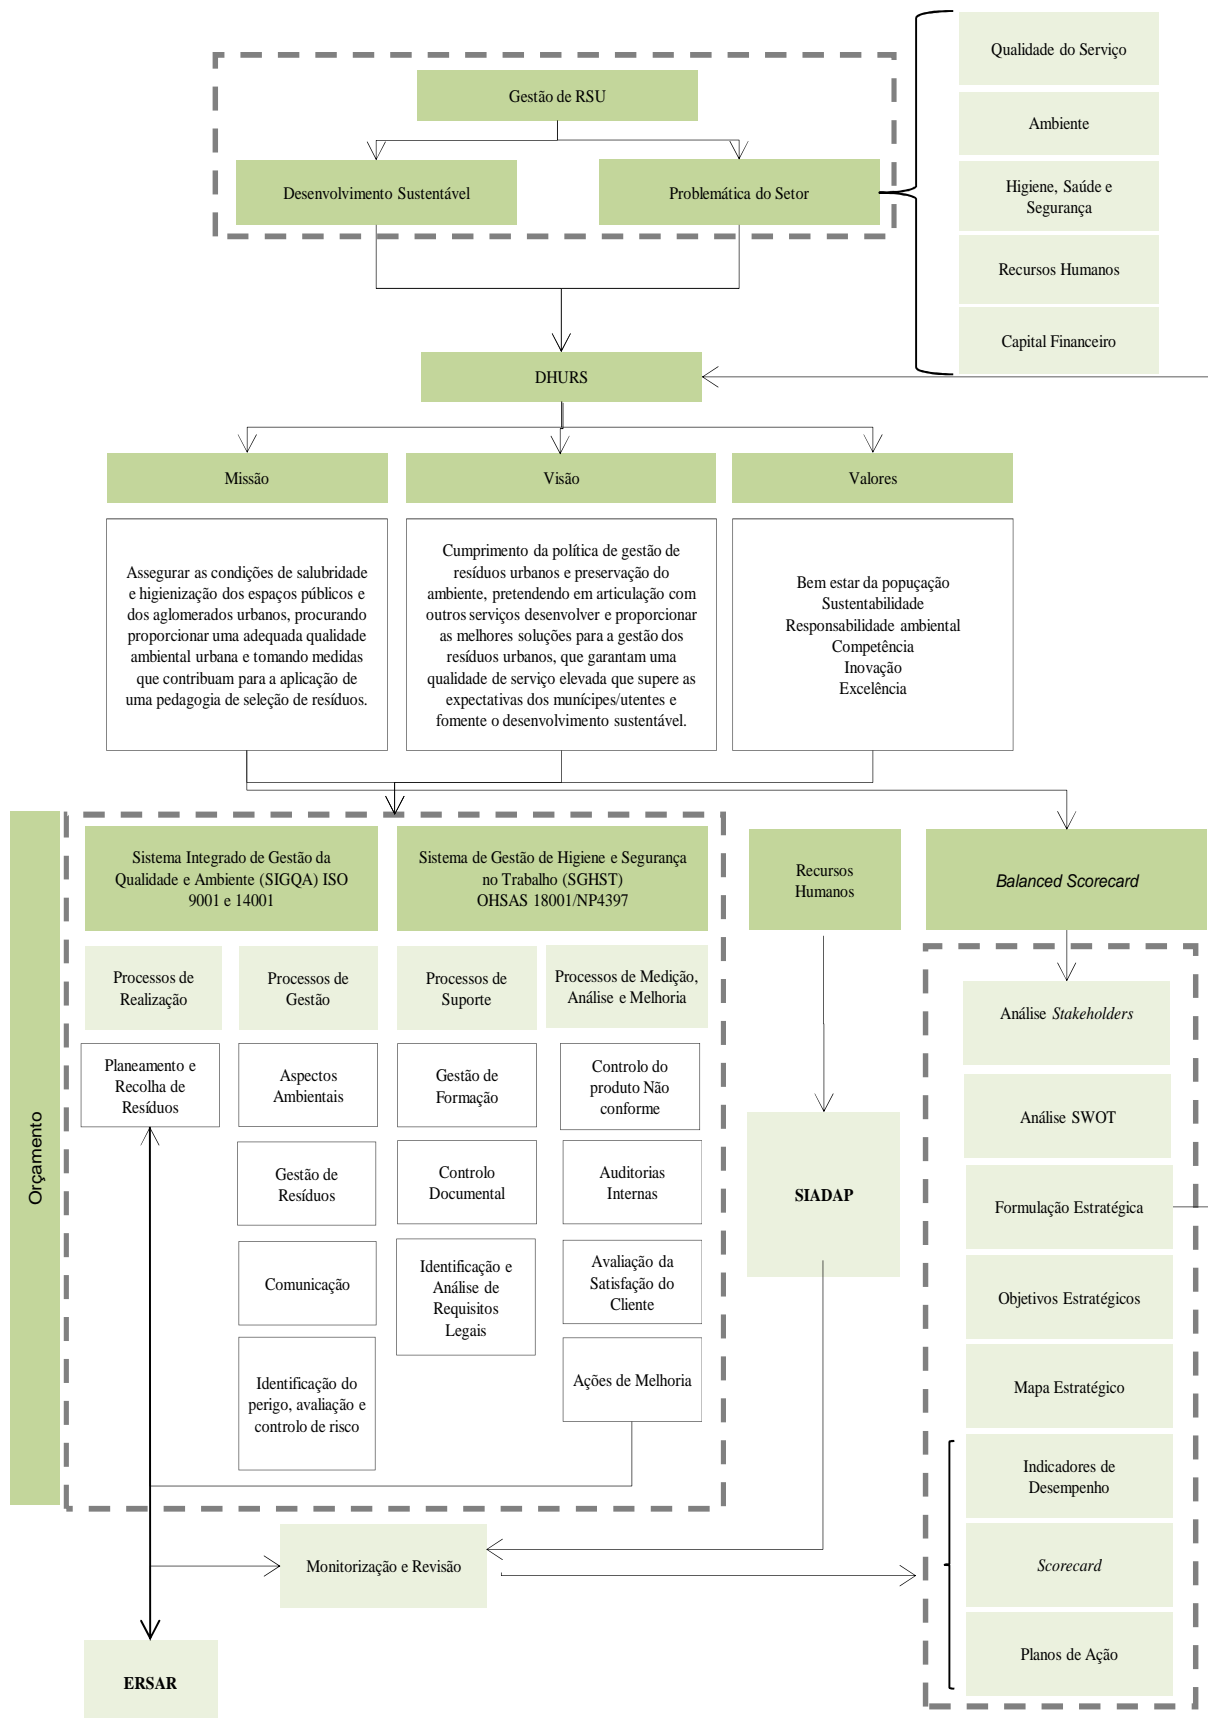 Gestão de RSU
Desenvolvimento Sustentável
Problemática do Setor
Qualidade do Serviço
Ambiente
Higiene, Saúde e
Segurança
Recursos Humanos
Capital Financeiro
DHURS
Missão
Visão
Valores
Assegurar as condições de salubridade
e higienização dos espaços públicos e
dos aglomerados urbanos, procurando
proporcionar uma adequada qualidade
ambiental urbana e tomando medidas
que contribuam para a aplicação de
uma pedagogia de seleção de resíduos.
Cumprimento da política de gestão de
resíduos urbanos e preservação do
ambiente, pretendendo em articulação com
outros serviços desenvolver e proporcionar
as melhores soluções para a gestão dos
resíduos urbanos, que garantam uma
qualidade de serviço elevada que supere as
expectativas dos munícipes/utentes e
fomente o desenvolvimento sustentável.
Bem estar da popuçação
Sustentabilidade
Responsabilidade ambiental
Competência
Inovação
Excelência
Orçamento
Sistema Integrado de Gestão da
Qualidade e Ambiente (SIGQA) ISO
9001 e 14001
Sistema de Gestão de Higiene e Segurança
no Trabalho (SGHST)
OHSAS 18001/NP4397
Recursos
Humanos
Balanced Scorecard
Processos de
Realização
Processos de
Gestão
Processos de
Suporte
Processos de Medição,
Análise e Melhoria
Planeamento e
Recolha de
Resíduos
Aspectos
Ambientais
Gestão de
Resíduos
Comunicação
Identificação do
perigo, avaliação e
controlo de risco
Gestão de
Formação
Controlo
Documental
Identificação e
Análise de
Requisitos
Legais
Controlo do
produto Não
conforme
Auditorias
Internas
Avaliação da
Satisfação do
Cliente
Ações de Melhoria
SIADAP
Análise Stakeholders
Análise SWOT
Formulação Estratégica
Objetivos Estratégicos
Mapa Estratégico
Indicadores de
Desempenho
Scorecard
Planos de Ação
Monitorização e Revisão
ERSAR